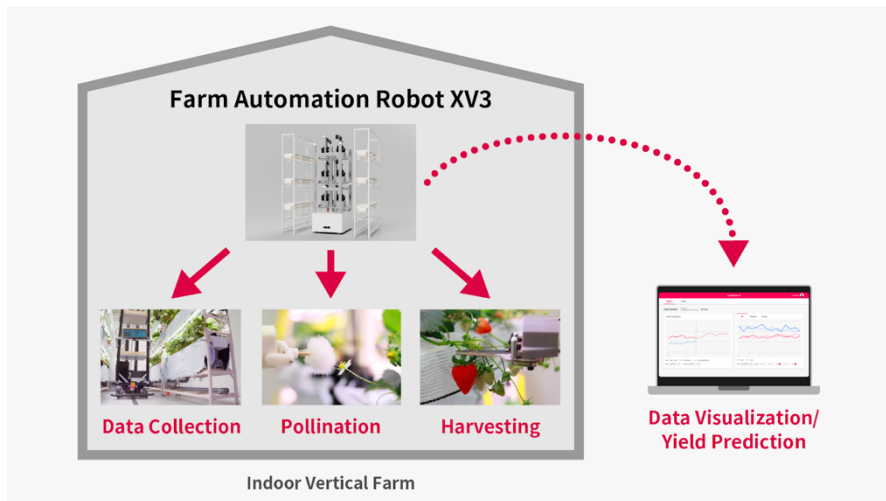 Farm Automation Robot XV3
Data Collection
Pollination
Harvesting
Data Visualization/
Yield Prediction
Indoor Vertical Farm